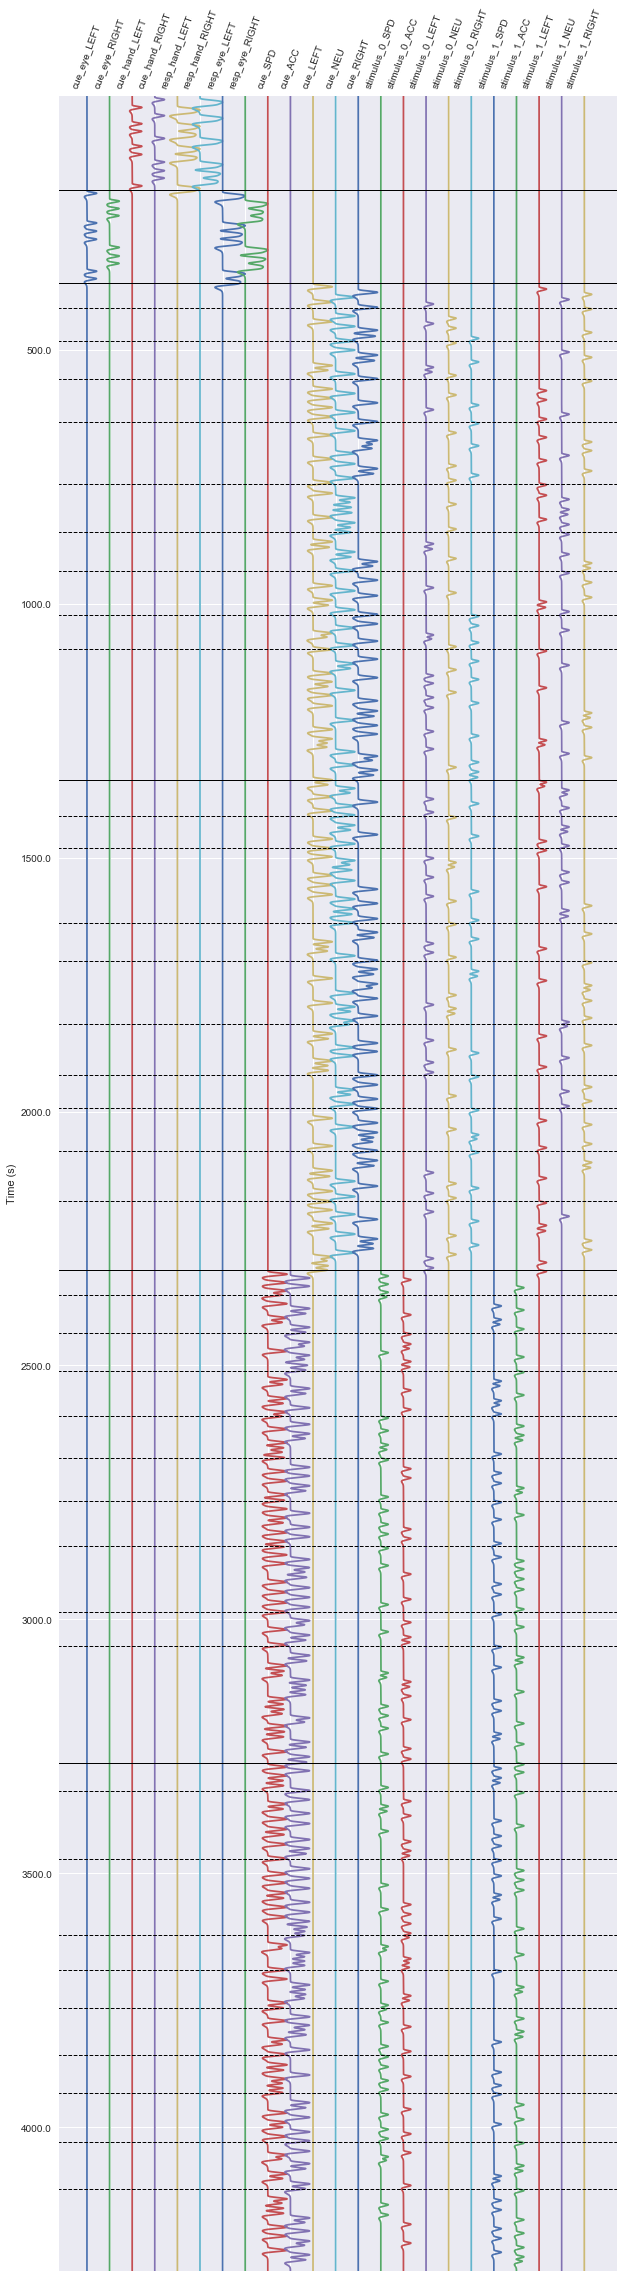 cue_eye_LEFT
cue_eye_RIGHT
cue_hand_LEFT
cue_hand_RIGHT
resp_hand_LEFT
resp_hand_RIGHT
resp_eye_LEFT
resp_eye_RIGHT
cue_SPD
cue_ACC
cue_LEFT
cue_NEU
cue_RIGHT
stimulus_0_SPD
stimulus_0_ACC
stimulus_0_LEFT
stimulus_0_NEU
stimulus_0_RIGHT
stimulus_1_SPD
stimulus_1_ACC
stimulus_1_LEFT
stimulus_1_NEU
stimulus_1_RIGHT
500.0
1000.0
1500.0
2000.0
Time (s)
2500.0
3000.0
3500.0
4000.0